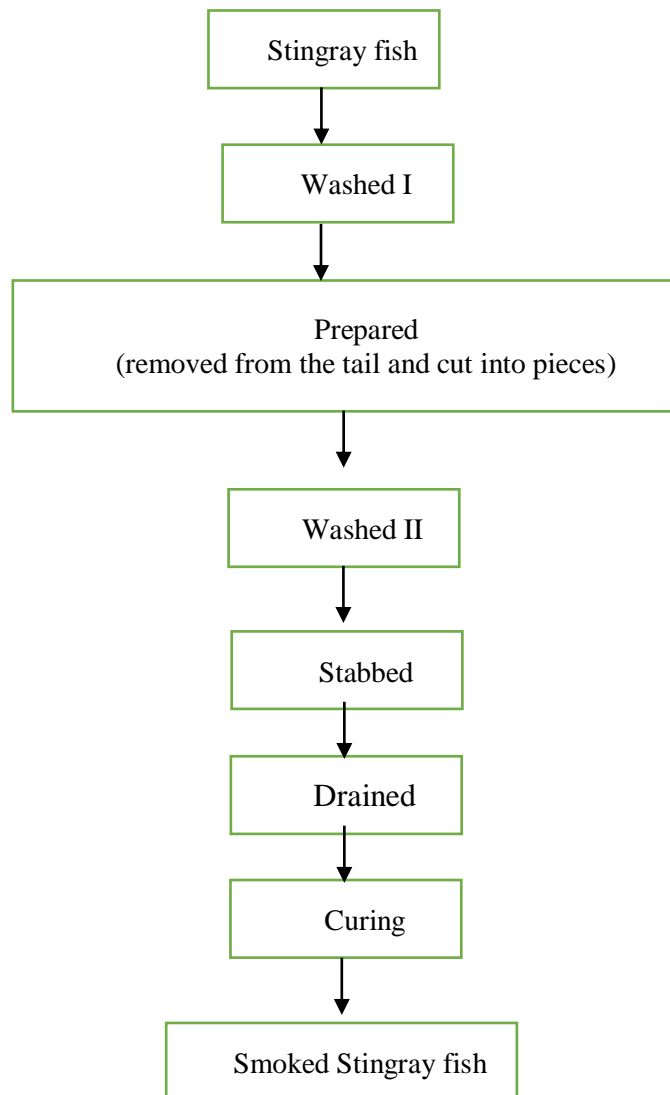 Stingray fish
Washed I
Prepared
(removed from the tail and cut into pieces)
Washed II
Stabbed
Drained
Curing
Smoked Stingray fish